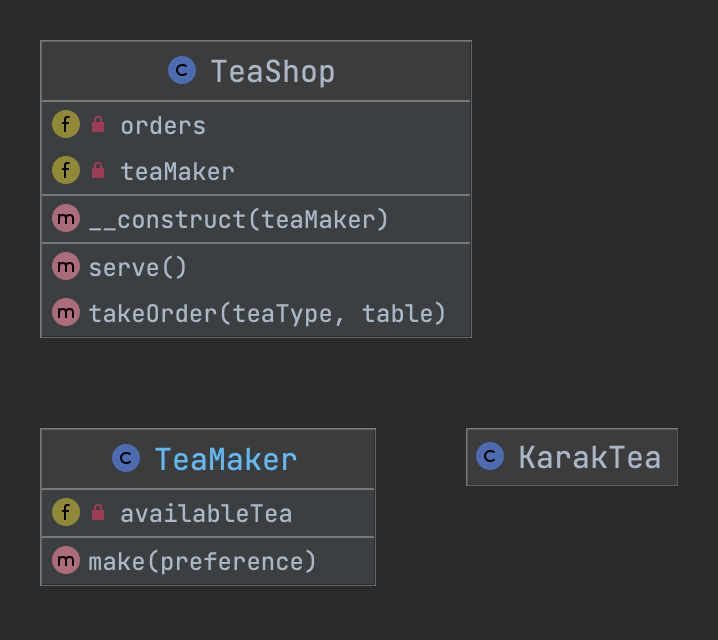 C TeaShop
f orders
f teaMaker
m __construct(teaMaker)
m serve()
m takeOrder(teaType, table)
C TeaMaker
f availableTea
m make(preference)
C KarakTea